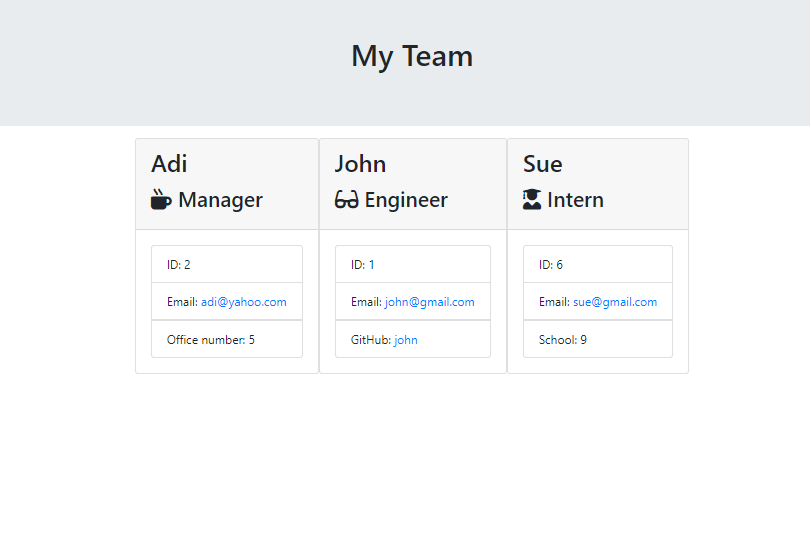 My Team
Adi
Manager
ID: 2
Email: adi@yahoo.com
Office number: 5
John
Engineer
ID: 1
Email: john@gmail.com
GitHub: john
Sue
Intern
ID: 6
Email: sue@gmail.com
School: 9